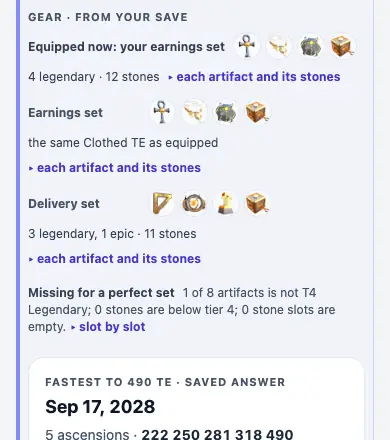 GEAR · FROM YOUR SAVE
Equipped now: your earnings set
4 legendary · 12 stones ‣ each artifact and its stones
Earnings set
the same Clothed TE as equipped
‣ each artifact and its stones
Delivery set
3 legendary, 1 epic · 11 stones
‣ each artifact and its stones
Missing for a perfect set 1 of 8 artifacts is not T4
Legendary; 0 stones are below tier 4; 0 stone slots are
empty. ‣ slot by slot
FASTEST TO 490 TE · SAVED ANSWER
Sep 17, 2028
5 ascensions · 222 250 281 318 490